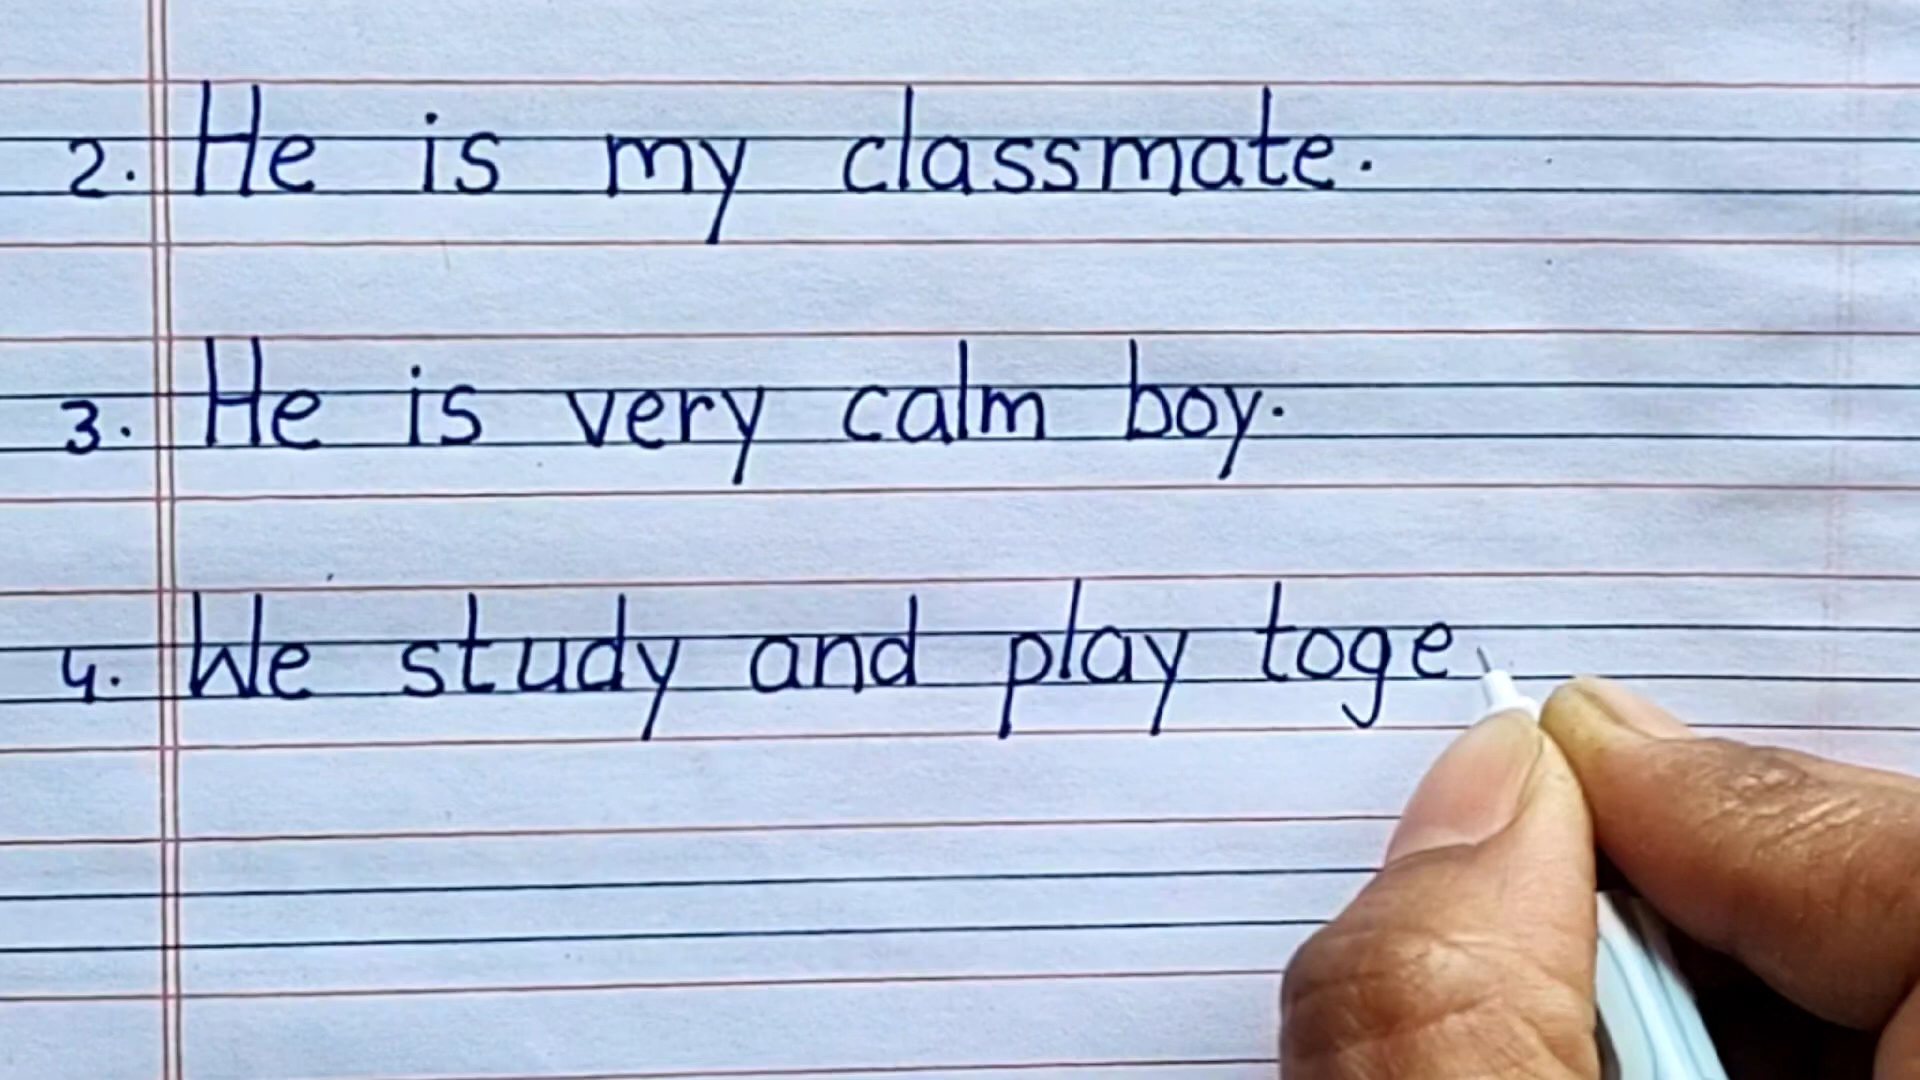 2. He is my classmate.
3. He is very calm boy.
4. We study and play toge